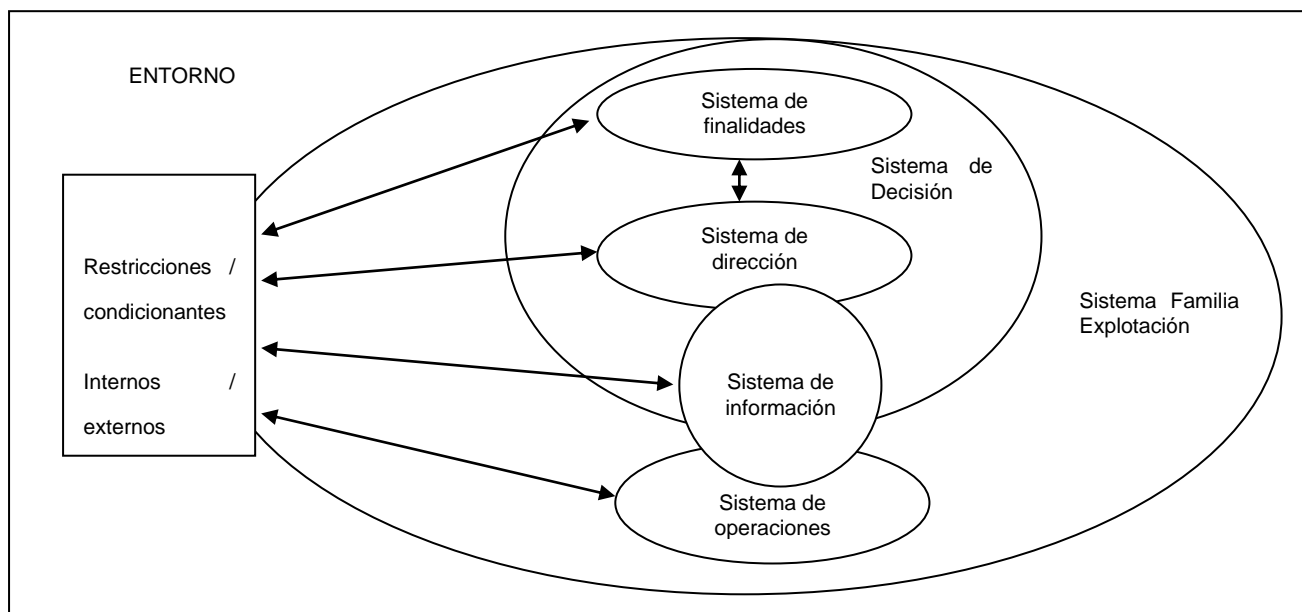 ENTORNO
Sistema de
finalidades
Sistema de
Decisión
Sistema de
dirección
Restricciones /
condicionantes
Internos /
externos
Sistema Familia
Explotación
Sistema de
información
Sistema de
operaciones